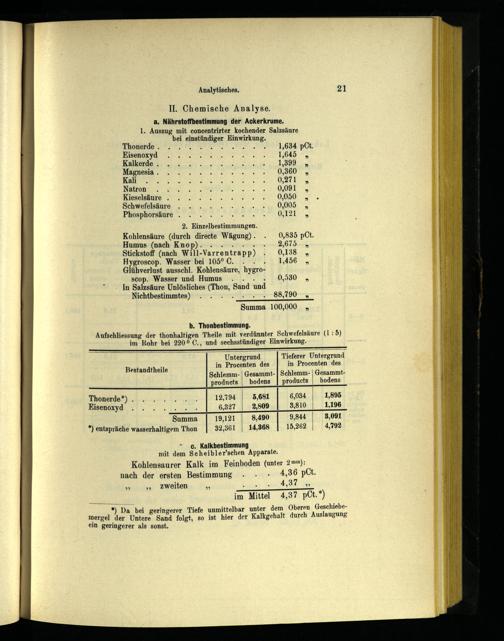 Analytisches. 21
II. Chemische Analyse.
a. Nährstoffbestimmung der Ackerkrume.
1. Auszug mit concentrirter kochender Salzsäure
bei einstündiger Einwirkung.
Thonerde . . . . . . . . . . 1,634 pCt.
Eisenoxyd . . . . . . . . . 1,645 „
Kalkerde . . . . . . . . . . 1,399 „
Magnesia . . . . . . . . . . 0,360 „
Kali . . . . . . . . . . . 0,271 „
Natron . . . . . . . . . . 0,091 „
Kieselsäure . . . . . . . . . 0,050 „
Schwefelsäure . . . . . . . . 0,005 „
Phosphorsäure . . . . . . . . 0,121 „
2. Einzelbestimmungen.
Kohlensäure (durch directe Wägung) . . 0,835 pCt.
Humus (nach Knop) . . . . . . . 2,675 „
Stickstoff (nach Will-Varrentrapp) . 0,138 „
Hygroscop. Wasser bei 105° C. . . . . 1,456 „
Glühverlust ausschl. Kohlensäure, hygro-
scop. Wasser und Humus . . . . 0,530 „
In Salzsäure Unlösliches (Thon, Sand und
Nichtbestimmtes) . . . . . . 88,790 „
Summa 100,000 „
b. Thonbestimmung.
Aufschliessung der thonhaltigen Theile mit verdünnter Schwefelsäure (1 : 5)
im Rohr bei 220° C., und sechsstündiger Einwirkung.
Bestandtheile
Untergrund
in Procenten des
Schlemm-products
Gesammt-bodens
Tieferer Untergrund
in Procenten des
Schlemm-products
Gesammt-bodens
Thonerde*) . . . . . . . 12,794 5,681 6,034 1,895
Eisenoxyd . . . . . . . 6,327 2,809 3,810 1,196
Summa 19,121 8,490 9,844 3,091
*) entspräche wasserhaltigem Thon 32,361 14,368 15,262 4,792
c. Kalkbestimmung
mit dem Scheibler'schen Apparate.
Kohlensaurer Kalk im Feinboden (unter 2mm):
nach der ersten Bestimmung . . . 4,36 pCt.
„ „ zweiten „ . . . 4,37 „
im Mittel 4,37 pCt.*)
*) Da bei geringerer Tiefe unmittelbar unter dem Oberen Geschiebe-
mergel der Untere Sand folgt, so ist hier der Kalkgehalt durch Auslaugung
ein geringerer als sonst.